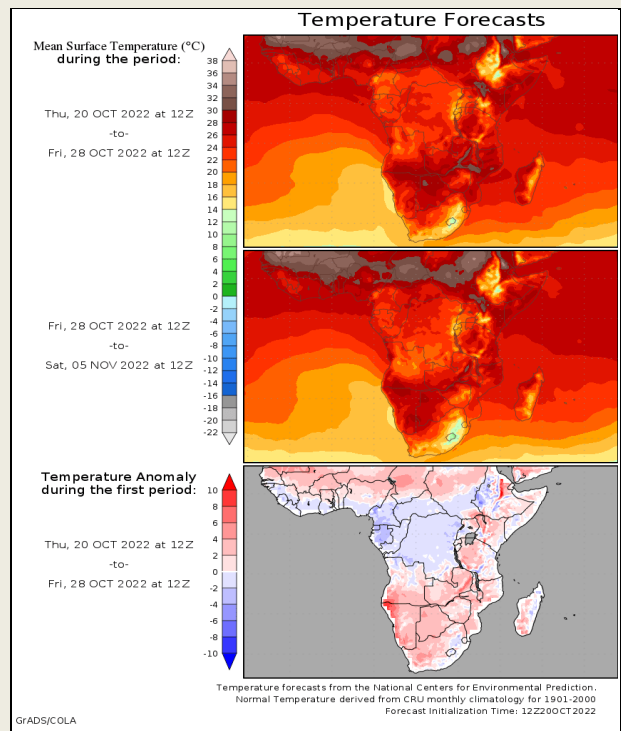 Temperature Forecasts
Mean Surface Temperature (°C)
during the period:
Thu, 20 OCT 2022 at 12Z
-to-
Fri, 28 OCT 2022 at 12Z
38
36
34
32
30
28
26
24
22
20
18
16
14
12
10
8
6
4
2
0
-2
-4
-6
-8
-10
-12
-14
-16
-18
-20
-22
Fri, 28 OCT 2022 at 12Z
-to-
Sat, 05 NOV 2022 at 12Z
Temperature Anomaly
during the first period:
Thu, 20 OCT 2022 at 12Z
-to-
Fri, 28 OCT 2022 at 12Z
10
8
6
4
2
0
-2
-4
-6
-8
-10
Temperature forecasts from the National Centers for Environmental Prediction.
Normal Temperature derived from CRU monthly climatology for 1901-2000
Forecast Initialization Time: 12Z20OCT2022
GrADS/COLA